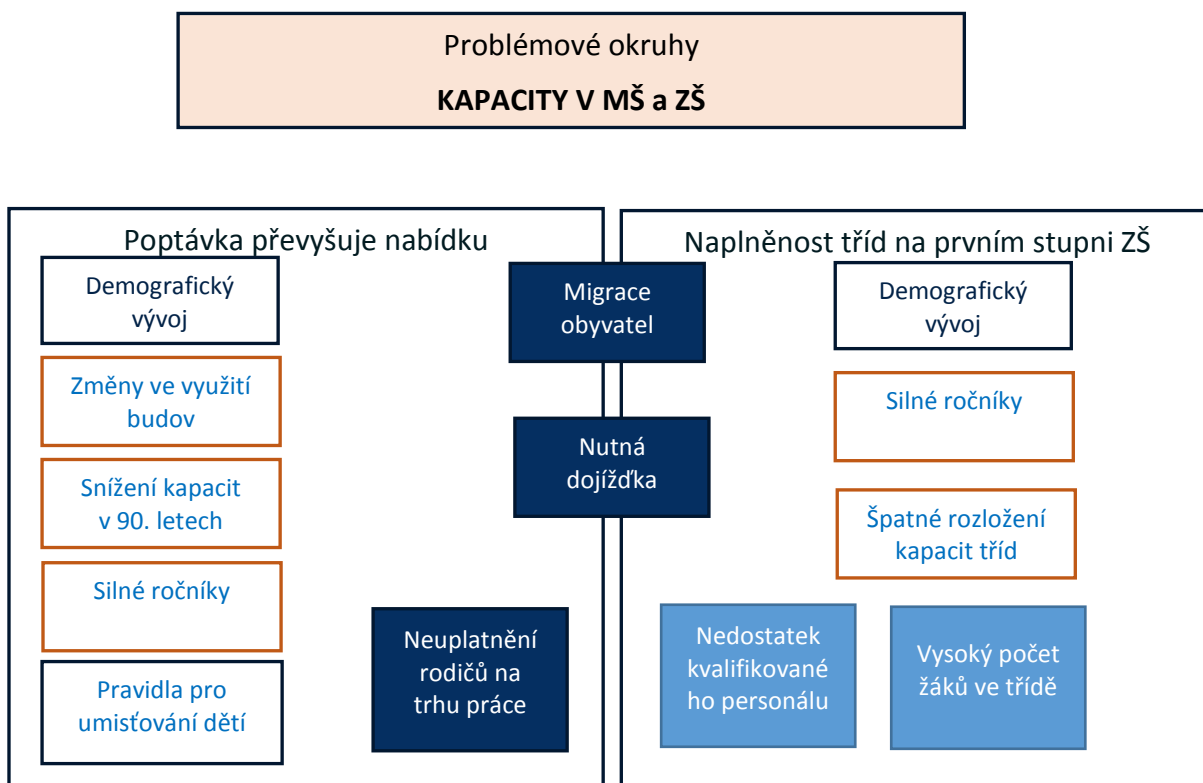 Problémové okruhy
KAPACITY V MŠ a ZŠ
Poptávka převyšuje nabídku
Demografický
vývoj
Změny ve využití
budov
Snížení kapacit
v 90. letech
Silné ročníky
Pravidla pro
umisťování dětí
Migrace
obyvatel
Nutná
dojížďka
Neuplatnění
rodičů na
trhu práce
Naplněnost tříd na prvním stupni ZŠ
Demografický
vývoj
Silné ročníky
Špatné rozložení
kapacit tříd
Nedostatek
kvalifikované
ho personálu
Vysoký počet
žáků ve třídě